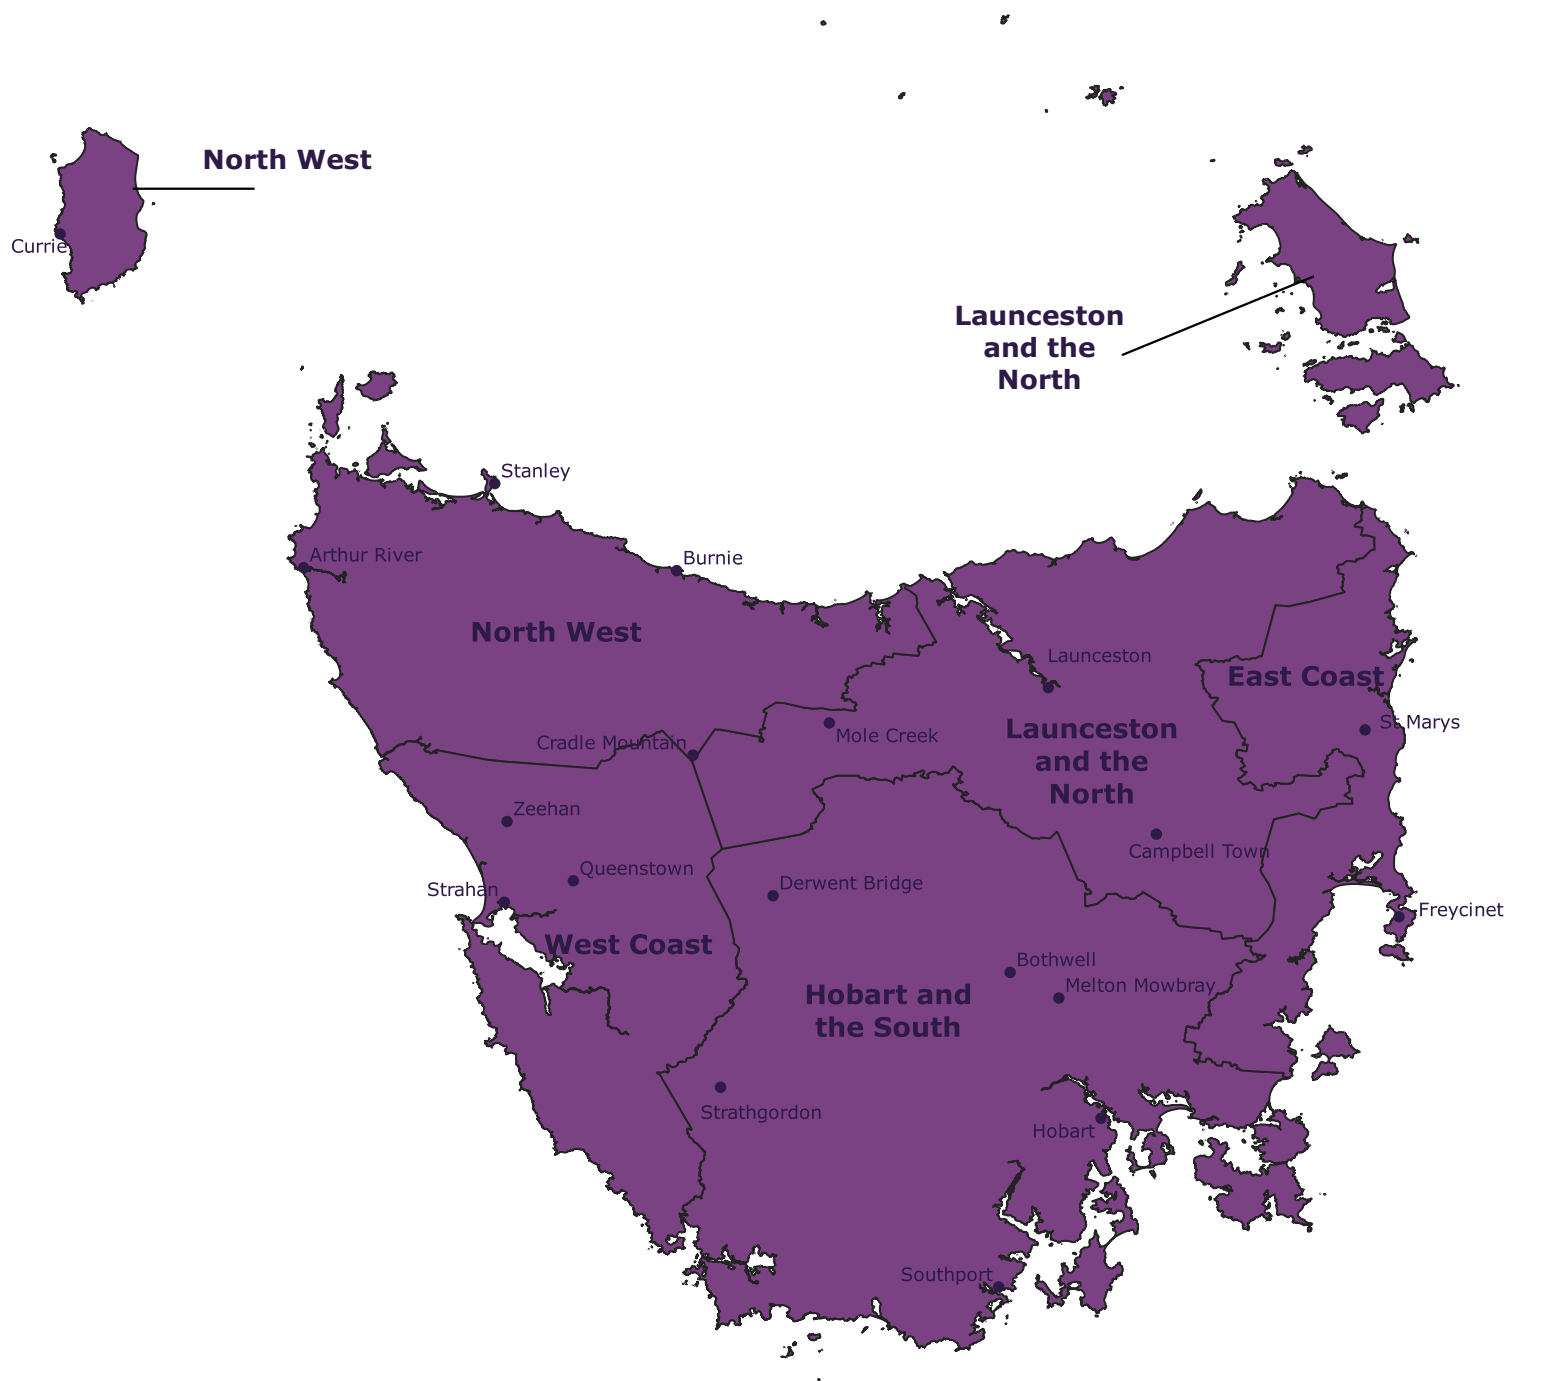 North West
Currie
Launceston
and the
North
Stanley
Arthur River
Burnie
North West
Launceston
East Coast
St Marys
Launceston
and the
North
Mole Creek
Cradle Mountain
Zeehan
Campbell Town
Queenstown
Derwent Bridge
Strahan
Freycinet
West Coast
Bothwell
Melton Mowbray
Hobart and
the South
Strathgordon
Hobart
Southport